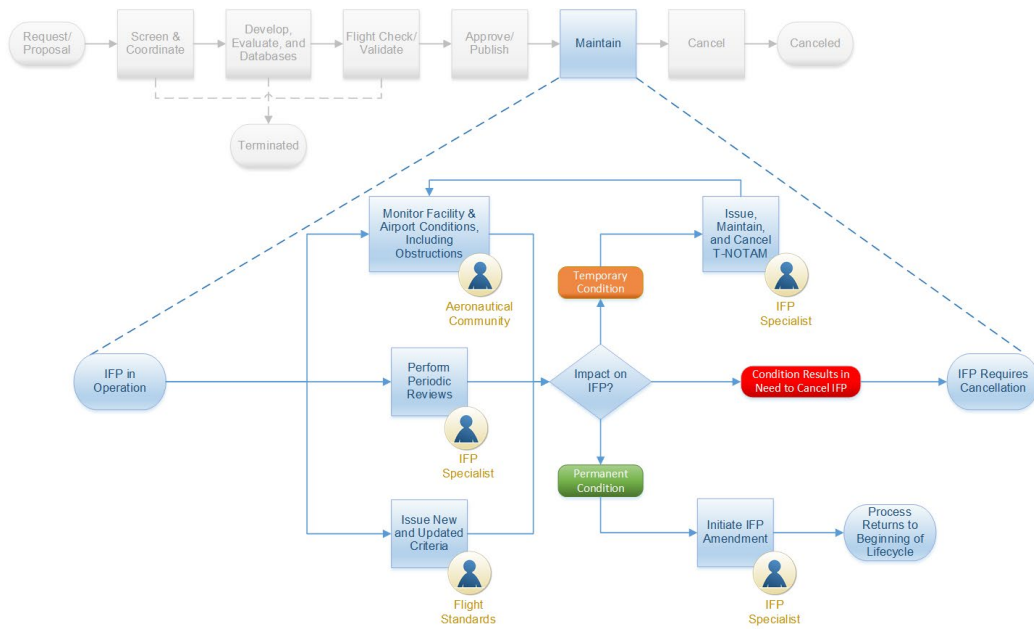 Request/
Proposal
Screen &
Coordinate
Develop,
Evaluate, and
Databases
Flight Check/
Validate
Approve/
Publish
Maintain
Cancel
Canceled
Terminated
Monitor Facility &
Airport Conditions,
Including
Obstructions
Aeronautical
Community
Issue,
Maintain,
and Cancel
T-NOTAM
IFP
Specialist
Temporary
Condition
IFP in
Operation
Perform
Periodic
Reviews
IFP
Specialist
Impact on
IFP?
Condition Results in
Need to Cancel IFP
IFP Requires
Cancellation
Permanent
Condition
Issue New
and Updated
Criteria
Flight
Standards
Initiate IFP
Amendment
IFP
Specialist
Process
Returns to
Beginning of
Lifecycle